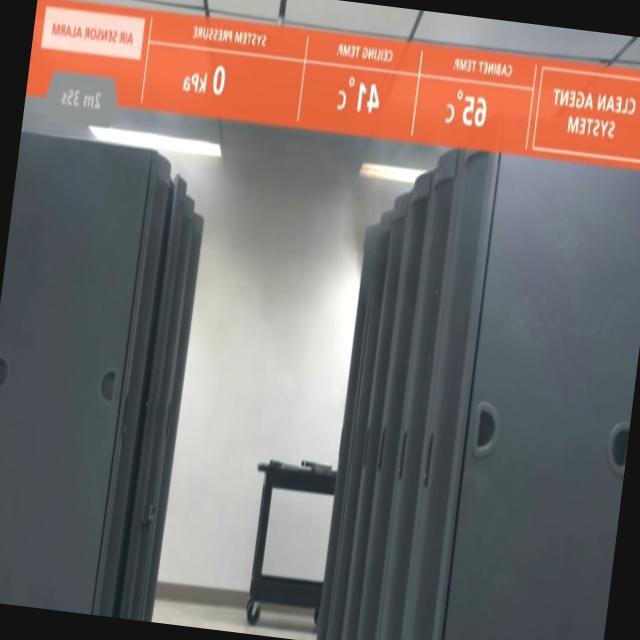 CLEAN AGENT
SYSTEM
CABINET TEMP.
65°C
CEILING TEMP.
41°C
SYSTEM PRESSURE
0 kPa
AIR SENSOR ALARM
2m 35s